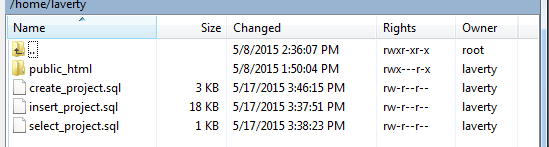 /home/laverty
Name Size Changed Rights Owner
.. 5/8/2015 2:36:07 PM rwxr-xr-x root
public_html 5/8/2015 1:50:04 PM rwx---r-x laverty
create_project.sql 3 KB 5/17/2015 3:46:15 PM rw-r--r-- laverty
insert_project.sql 18 KB 5/17/2015 3:37:51 PM rw-r--r-- laverty
select_project.sql 1 KB 5/17/2015 3:38:23 PM rw-r--r-- laverty